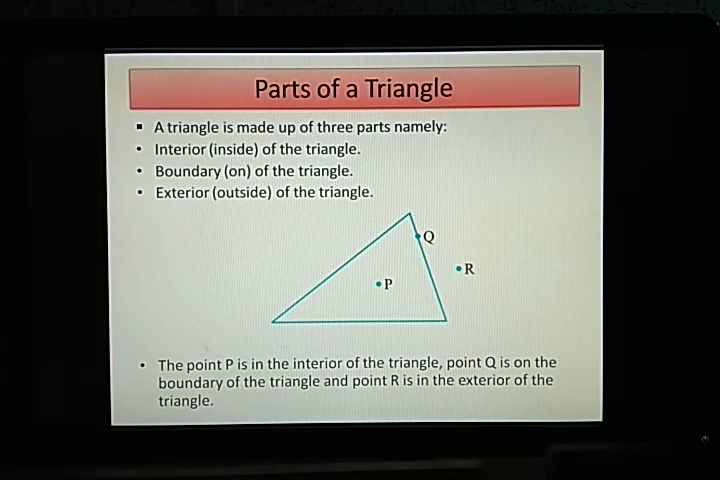 Parts of a Triangle
▪ A triangle is made up of three parts namely:
• Interior (inside) of the triangle.
• Boundary (on) of the triangle.
• Exterior (outside) of the triangle.
Q
R
P
• The point P is in the interior of the triangle, point Q is on the
boundary of the triangle and point R is in the exterior of the
triangle.